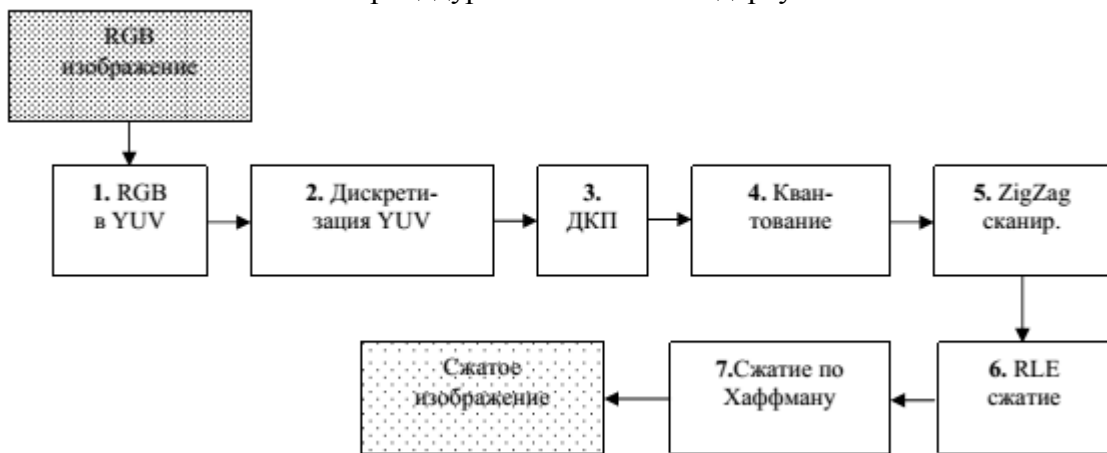 RGB
изображение
1. RGB
в YUV
2. Дискрети-
зация YUV
3.
ДКП
4. Кван-
тование
5. ZigZag
сканир.
6. RLE
сжатие
7.Сжатие по
Хаффману
Сжатое
изображение